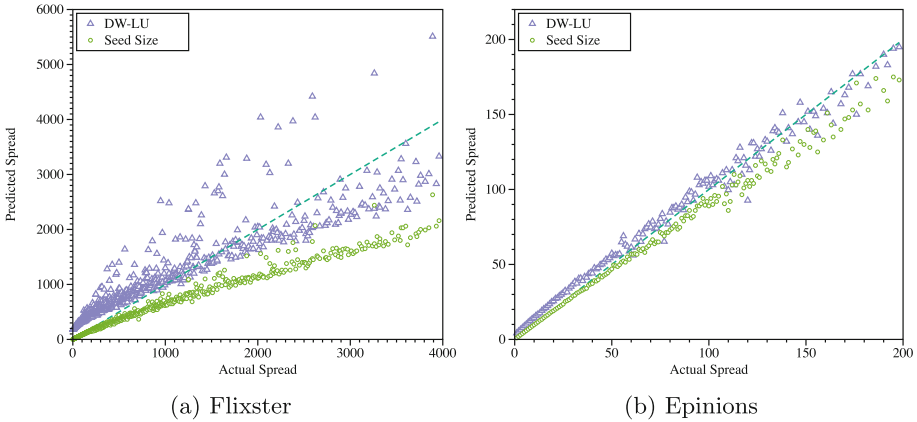 DW-LU
Seed Size
Predicted Spread
6000
5000
4000
3000
2000
1000
0
0 1000 2000 3000 4000
Actual Spread
(a) Flixster
DW-LU
Seed Size
Predicted Spread
200
150
100
50
0
0 50 100 150 200
Actual Spread
(b) Epinions